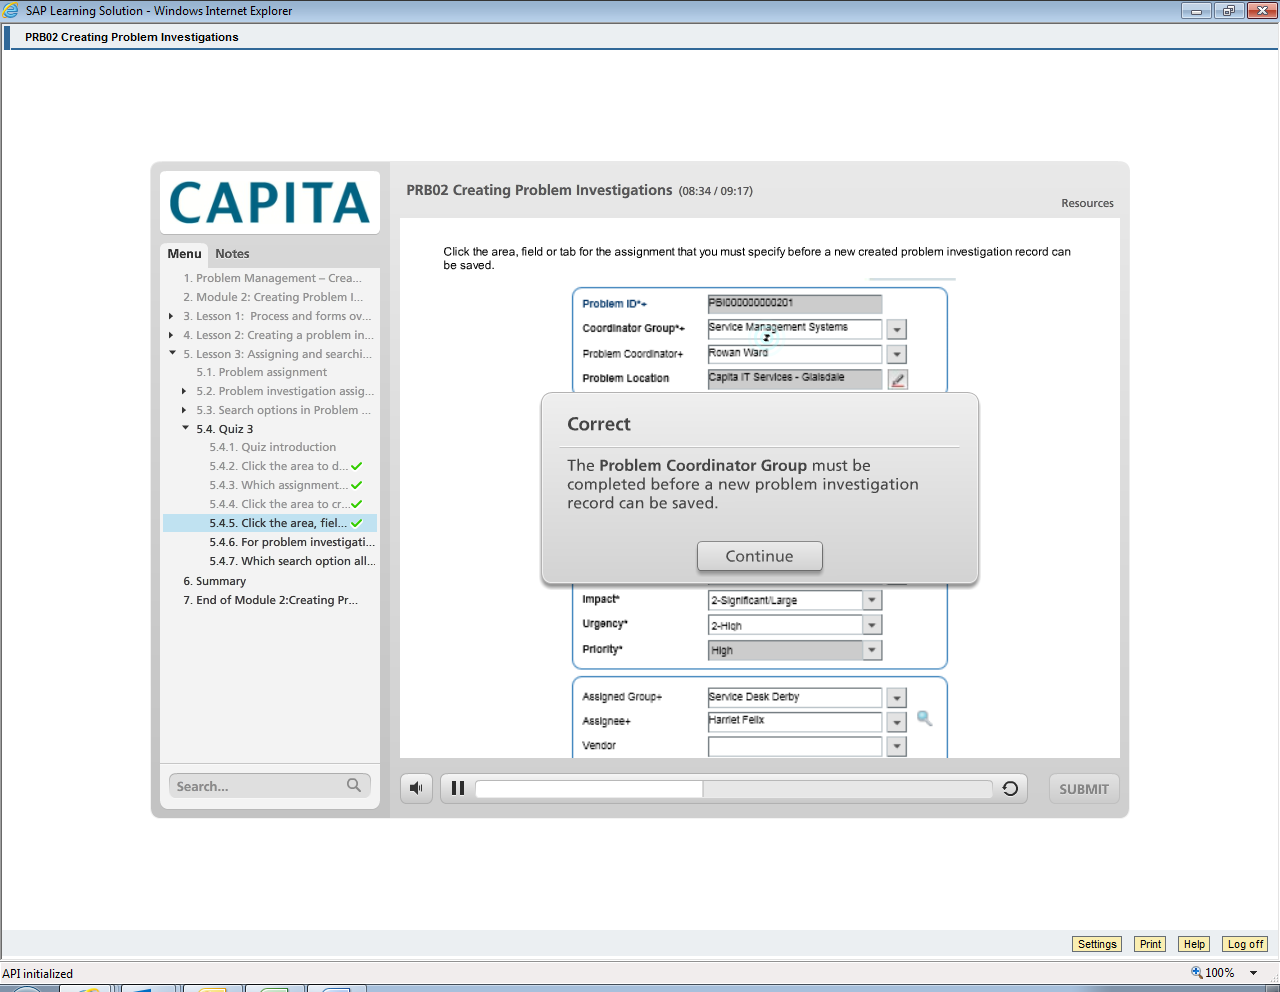 SAP Learning Solution - Windows Internet Explorer
PRB02 Creating Problem Investigations
CAPITA
Menu
Notes
1. Problem Management – Crea...
2. Module 2: Creating Problem I...
3. Lesson 1: Process and forms ov...
4. Lesson 2: Creating a problem in...
5. Lesson 3: Assigning and searchi...
5.1. Problem assignment
5.2. Problem investigation assig...
5.3. Search options in Problem ...
5.4. Quiz 3
5.4.1. Quiz introduction
5.4.2. Click the area to d...
5.4.3. Which assignment...
5.4.4. Click the area to cr...
5.4.5. Click the area, fiel...
5.4.6. For problem investigati...
5.4.7. Which search option all...
6. Summary
7. End of Module 2:Creating Pr...
Search...
PRB02 Creating Problem Investigations (08:34 / 09:17)
Resources
Click the area, field or tab for the assignment that you must specify before a new created problem investigation record can
be saved.
Problem ID*+ PBI000000000201
Coordinator Group*+ Service Management Systems
Problem Coordinator+ Rowan Ward
Problem Location Capita IT Services - Glaisdale
Correct
The Problem Coordinator Group must be
completed before a new problem investigation
record can be saved.
Continue
Impact* 2-Significant/Large
Urgency* 2-High
Priority* High
Assigned Group+ Service Desk Derby
Assignee+ Harriet Felix
Vendor
SUBMIT
Settings Print Help Log off
API initialized
100%